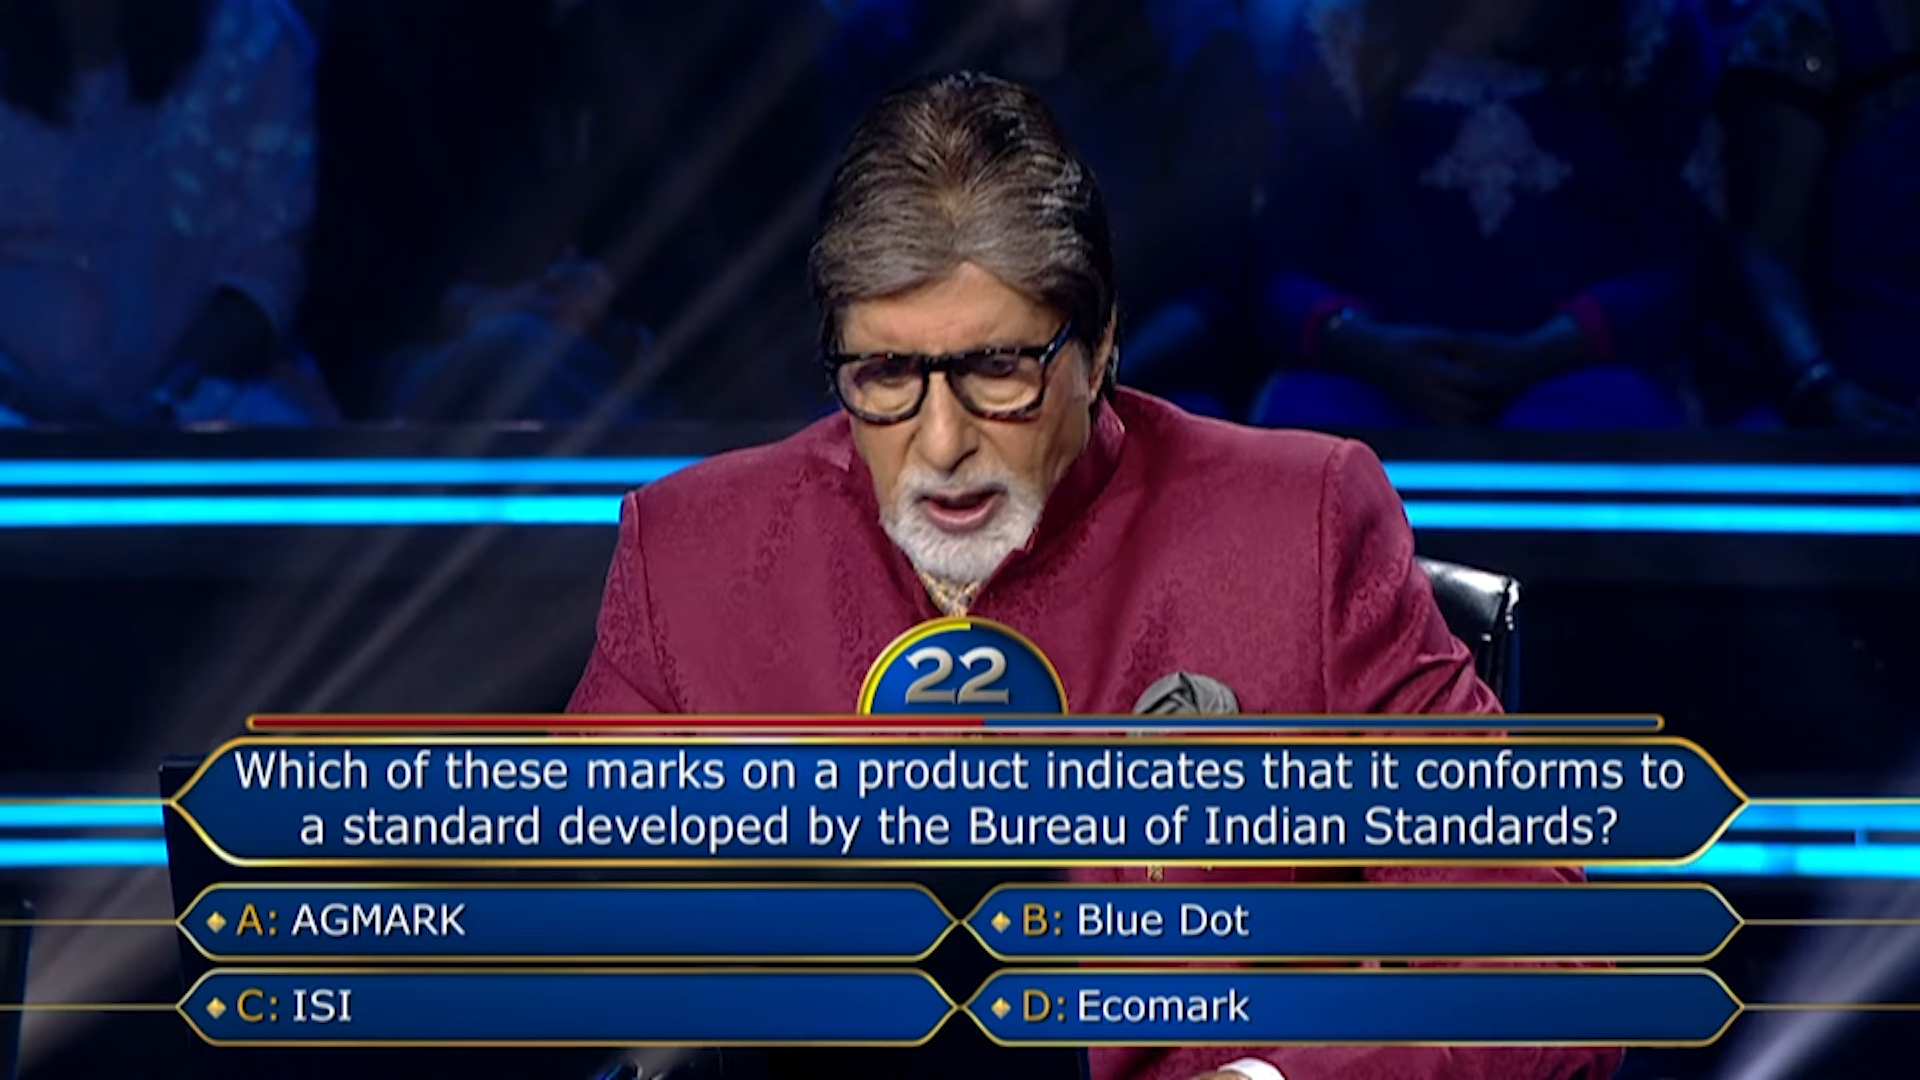 22
Which of these marks on a product indicates that it conforms to
a standard developed by the Bureau of Indian Standards?
A: AGMARK
B: Blue Dot
C: ISI
D: Ecomark